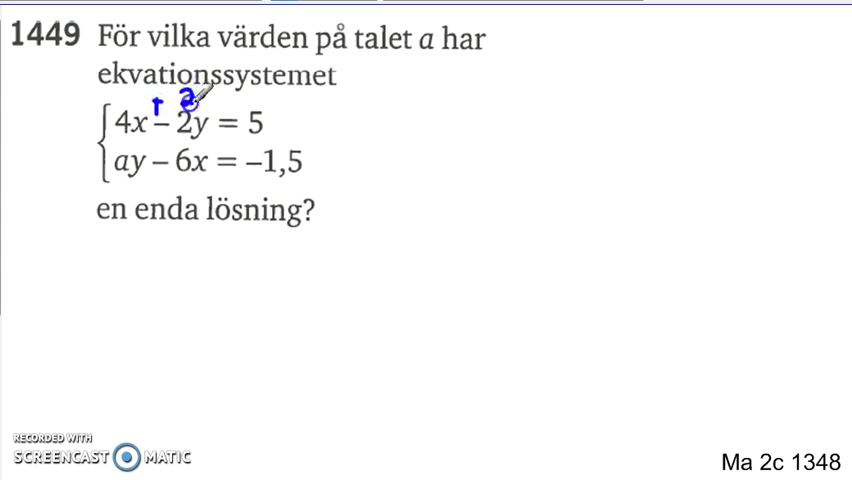 1449 För vilka värden på talet a har
ekvationssystemet
4x – 2y = 5
ay – 6x = –1,5
en enda lösning?
RECORDED WITH
SCREENCAST MATIC
Ma 2c 1348